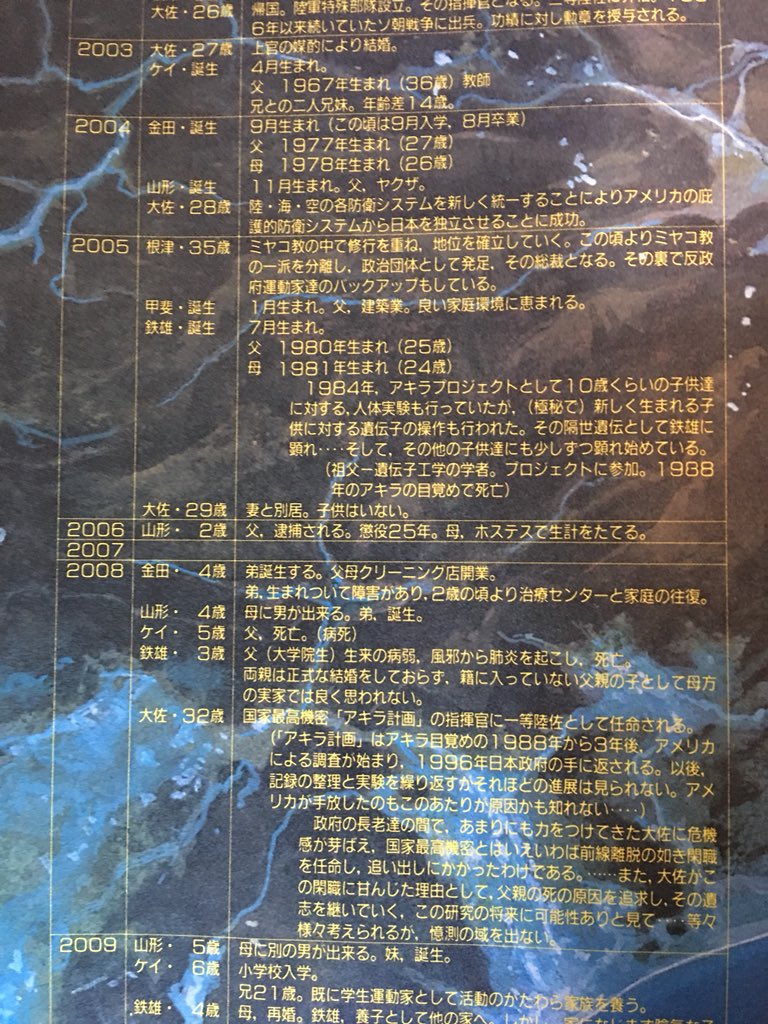 大佐・26歳 帰国。陸軍特殊部隊設立。その指揮官となる。
6年以来続いていたソ朝戦争に出兵。功績に対し勲章を授与される。
2003 大佐・27歳 上官の媒酌により結婚。
ケイ・誕生 4月生まれ。
父 1967年生まれ（36歳）教師
兄との二人兄妹。年齢差14歳。
2004 金田・誕生 9月生まれ（この頃は9月入学，8月卒業）
父 1977年生まれ（27歳）
母 1978年生まれ（26歳）
山形・誕生 11月生まれ。父，ヤクザ。
大佐・28歳 陸・海・空の各防衛システムを新しく統一することによりアメリカの庇
護的防衛システムから日本を独立させることに成功。
2005 根津・35歳 ミヤコ教の中で修行を重ね，地位を確立していく。この頃よりミヤコ教
の一派を分離し，政治団体として発足，その総裁となる。その裏で反政
府運動家達のバックアップもしている。
甲斐・誕生 1月生まれ。父，建築業。良い家庭環境に恵まれる。
鉄雄・誕生 7月生まれ。
父 1980年生まれ（25歳）
母 1981年生まれ（24歳）
1984年，アキラプロジェクトとして10歳くらいの子供達
に対する，人体実験も行っていたが，（極秘で）新しく生まれる子
供に対する遺伝子の操作も行われた。その隔世遺伝として鉄雄に
顕れ‥‥そして，その他の子供達にも少しずつ顕れ始めている。
（祖父－遺伝子工学の学者。プロジェクトに参加。1988
年のアキラの目覚めで死亡）
大佐・29歳 妻と別居。子供はいない。
2006 山形・2歳 父，逮捕される。懲役25年。母，ホステスで生計をたてる。
2007
2008 金田・4歳 弟誕生する。父母クリーニング店開業。
弟，生まれついて障害があり，2歳の頃より治療センターと家庭の往復。
山形・4歳 母に男が出来る。弟，誕生。
ケイ・5歳 父，死亡。（病死）
鉄雄・3歳 父（大学院生）生来の病弱，風邪から肺炎を起こし，死亡。
両親は正式な結婚をしておらず，籍に入っていない父親の子として母方
の実家では良く思われない。
大佐・32歳 国家最高機密「アキラ計画」の指揮官に一等陸佐として任命される。
（「アキラ計画」はアキラ目覚めの1988年から3年後，アメリカ
による調査が始まり，1996年日本政府の手に返される。以後，
記録の整理と実験を繰り返すがそれほどの進展は見られない。アメ
リカが手放したのもこのあたりが原因かも知れない‥‥）
政府の長老達の間で，あまりにも力をつけてきた大佐に危機
感が芽ばえ，国家最高機密とはいえいわば前線離脱の如き閑職
を任命し，追い出しにかかったわけである。‥‥‥また，大佐がこ
の閑職に甘んじた理由として，父親の死の原因を追求し，その遺
志を継いでいく，この研究の将来に可能性ありと見て‥‥等々
様々考えられるが，憶測の域を出ない。
2009 山形・5歳 母に別の男が出来る。妹，誕生。
ケイ・6歳 小学校入学。
兄21歳。既に学生運動家として活動のかたわら家族を養う。
鉄雄・4歳 母，再婚。鉄雄，養子として他の家へ。しかし，